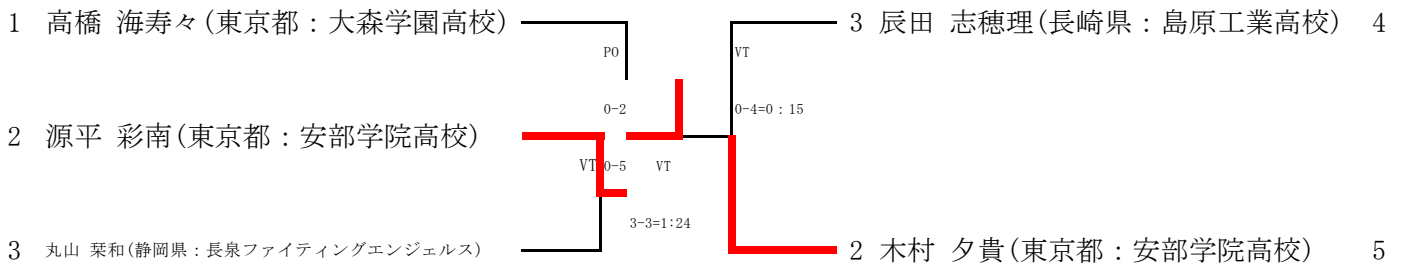 1 高橋 海寿々(東京都：大森学園高校)
3 辰田 志穂理(長崎県：島原工業高校) 4
PO
VT
0-2
0-4=0：15
2 源平 彩南(東京都：安部学院高校)
VT
0-5
VT
3-3=1:24
3 丸山 栞和(静岡県：長泉ファイティングエンジェルス)
2 木村 夕貴(東京都：安部学院高校) 5